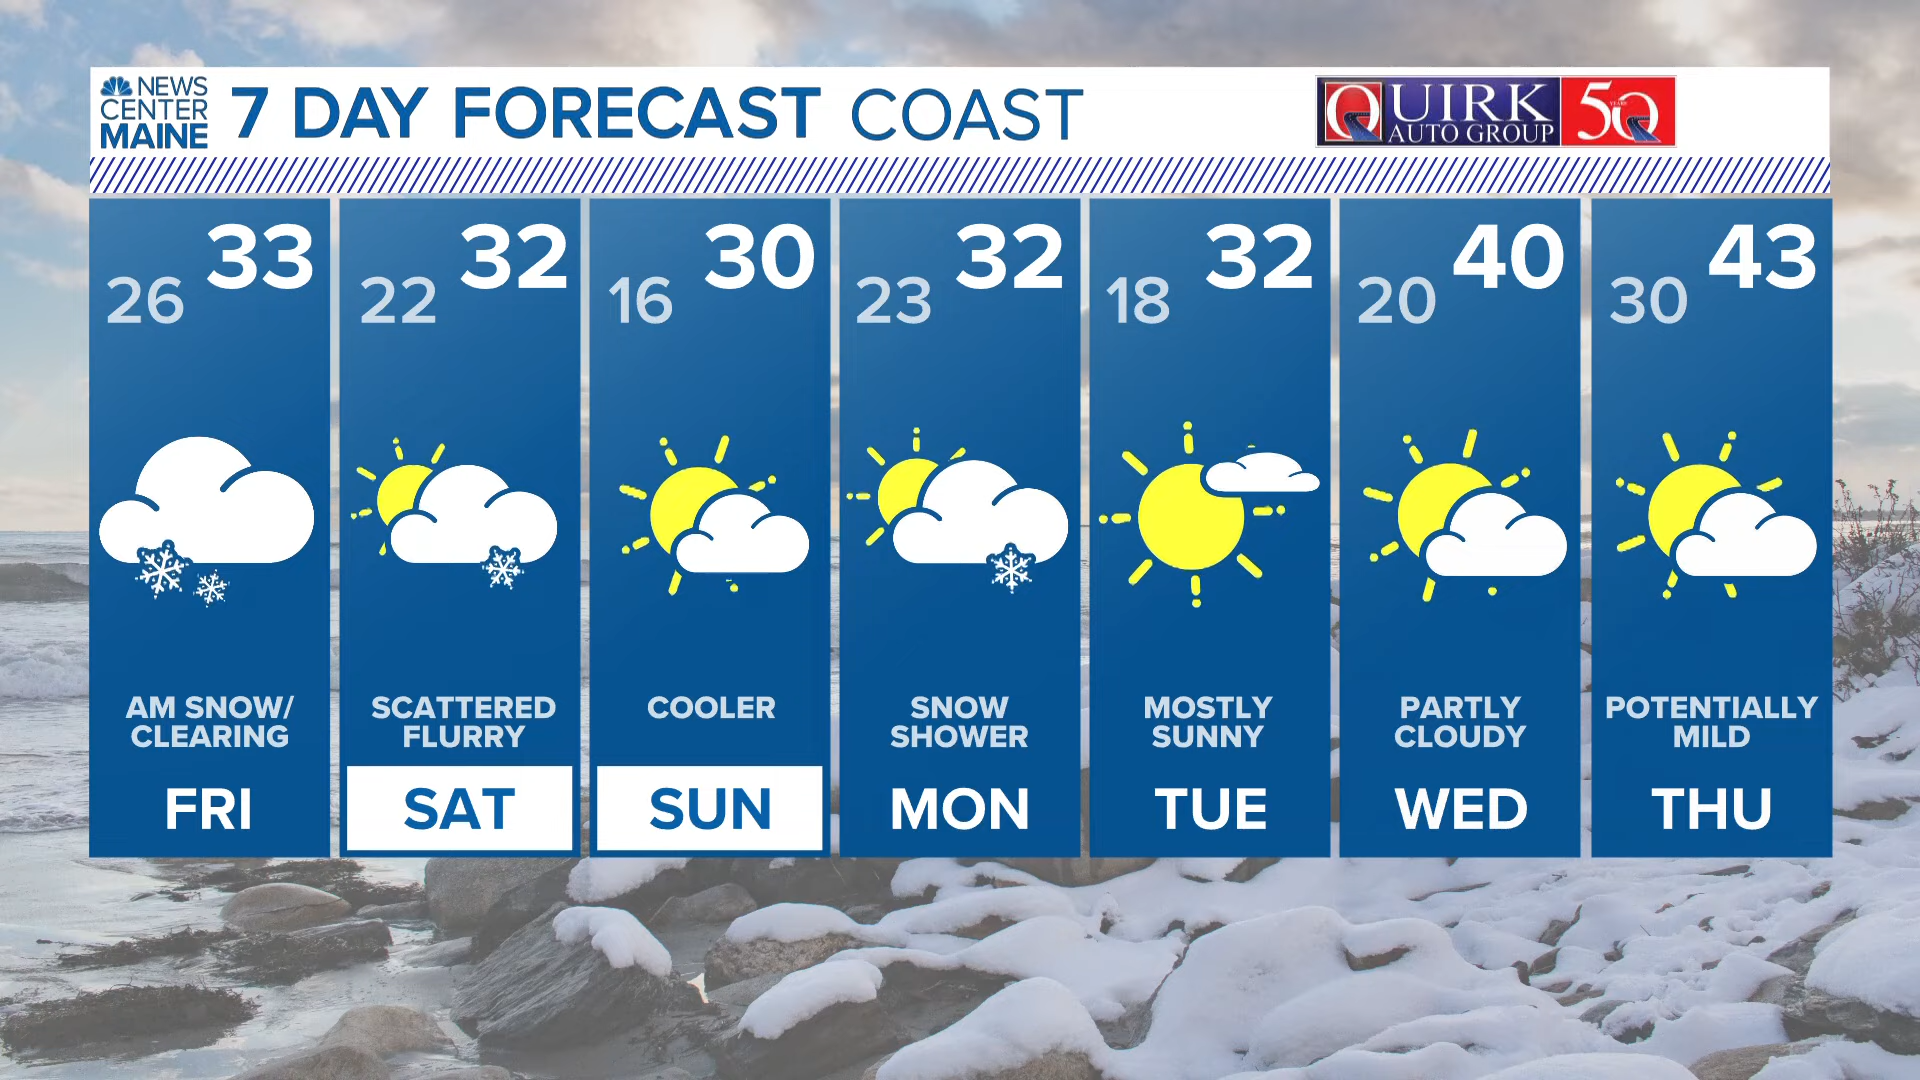 NEWS
CENTER
MAINE
7 DAY FORECAST COAST
QUIRK
AUTO GROUP
50
YEARS
26 33
22 32
16 30
23 32
18 32
20 40
30 43
AM SNOW/
CLEARING
SCATTERED
FLURRY
COOLER
SNOW
SHOWER
MOSTLY
SUNNY
PARTLY
CLOUDY
POTENTIALLY
MILD
FRI
SAT
SUN
MON
TUE
WED
THU